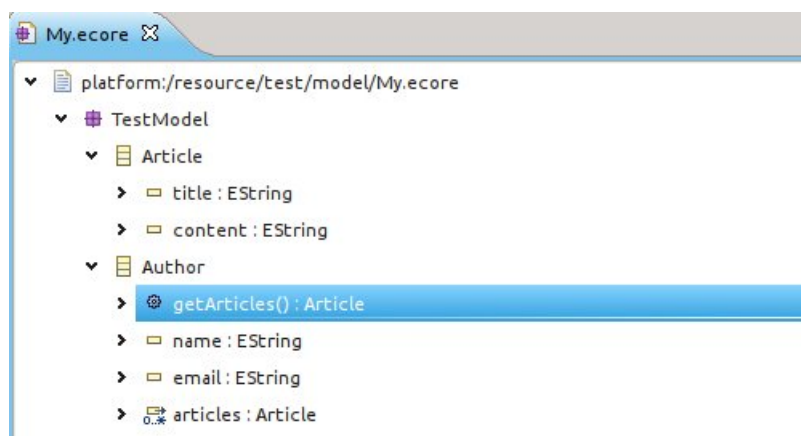 My.ecore
platform:/resource/test/model/My.ecore
TestModel
Article
title : EString
content : EString
Author
getArticles() : Article
name : EString
email : EString
0..* articles : Article